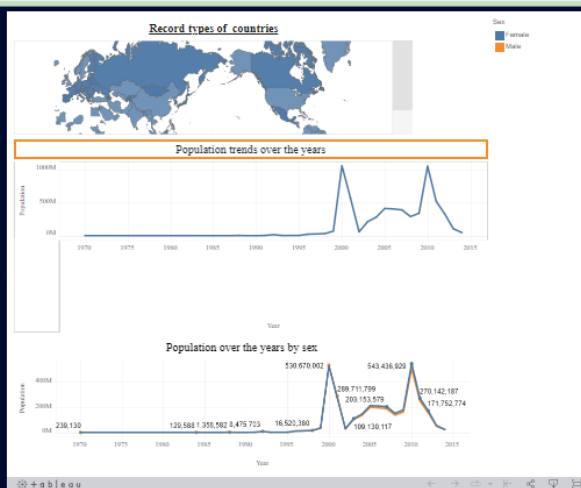 Record types of countries
Sex
Female
Male
Population trends over the years
1000M
500M
0M
Population
1970 1975 1980 1985 1990 1995 2000 2005 2010 2015
Year
Population over the years by sex
530,670,002 543,436,929
400M
289,711,799 270,142,187
200M
203,153,579 171,752,774
239,130 129,588 1,358,592 8,475,703 16,520,380 109,130,117
0M
Population
1970 1975 1980 1985 1990 1995 2000 2005 2010 2015
Year
+ a b l e a u